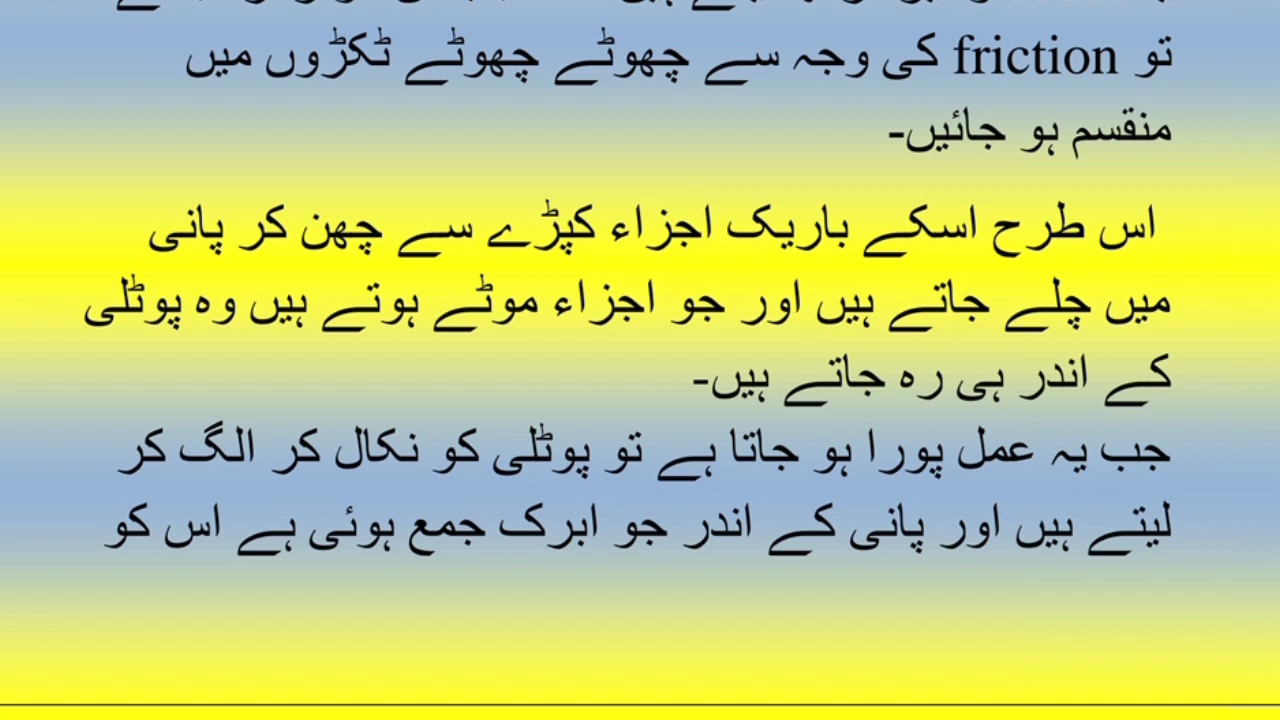 تو friction کی وجہ سے چھوٹے چھوٹے ٹکڑوں میں
منقسم ہو جائیں-
اس طرح اسکے باریک اجزاء کپڑے سے چھن کر پانی
میں چلے جاتے ہیں اور جو اجزاء موٹے ہوتے ہیں وہ پوٹلی
کے اندر ہی رہ جاتے ہیں-
جب یہ عمل پورا ہو جاتا ہے تو پوٹلی کو نکال کر الگ کر
لیتے ہیں اور پانی کے اندر جو ابرک جمع ہوئی ہے اس کو